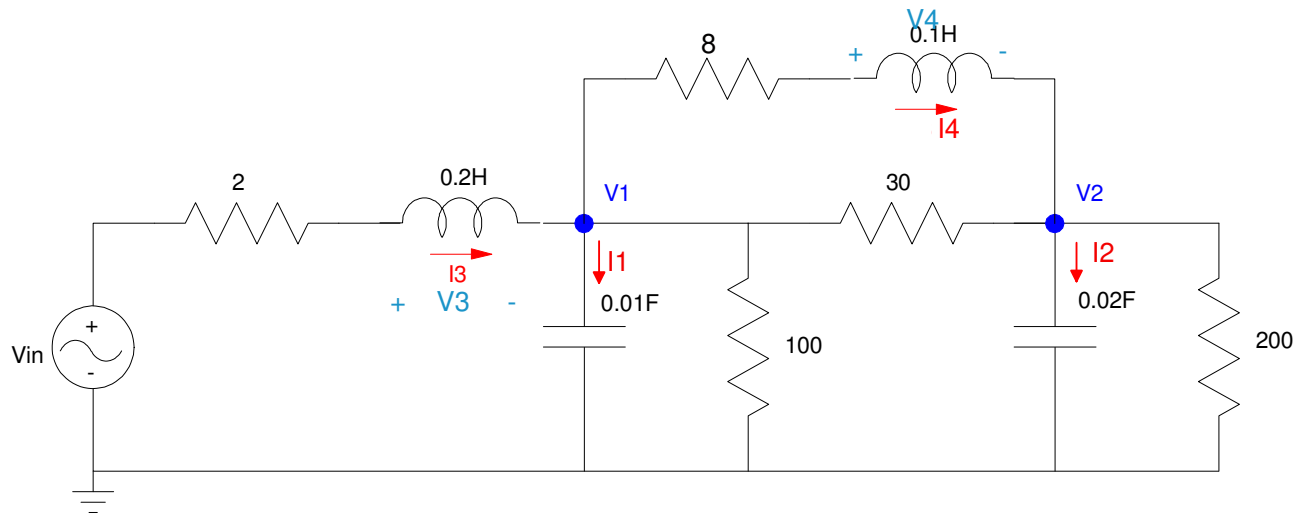 V4
8
0.1H
+ -
I4
2
0.2H
V1
30
V2
I3
I1
I2
+ V3 -
0.01F
0.02F
+
Vin
-
100
200